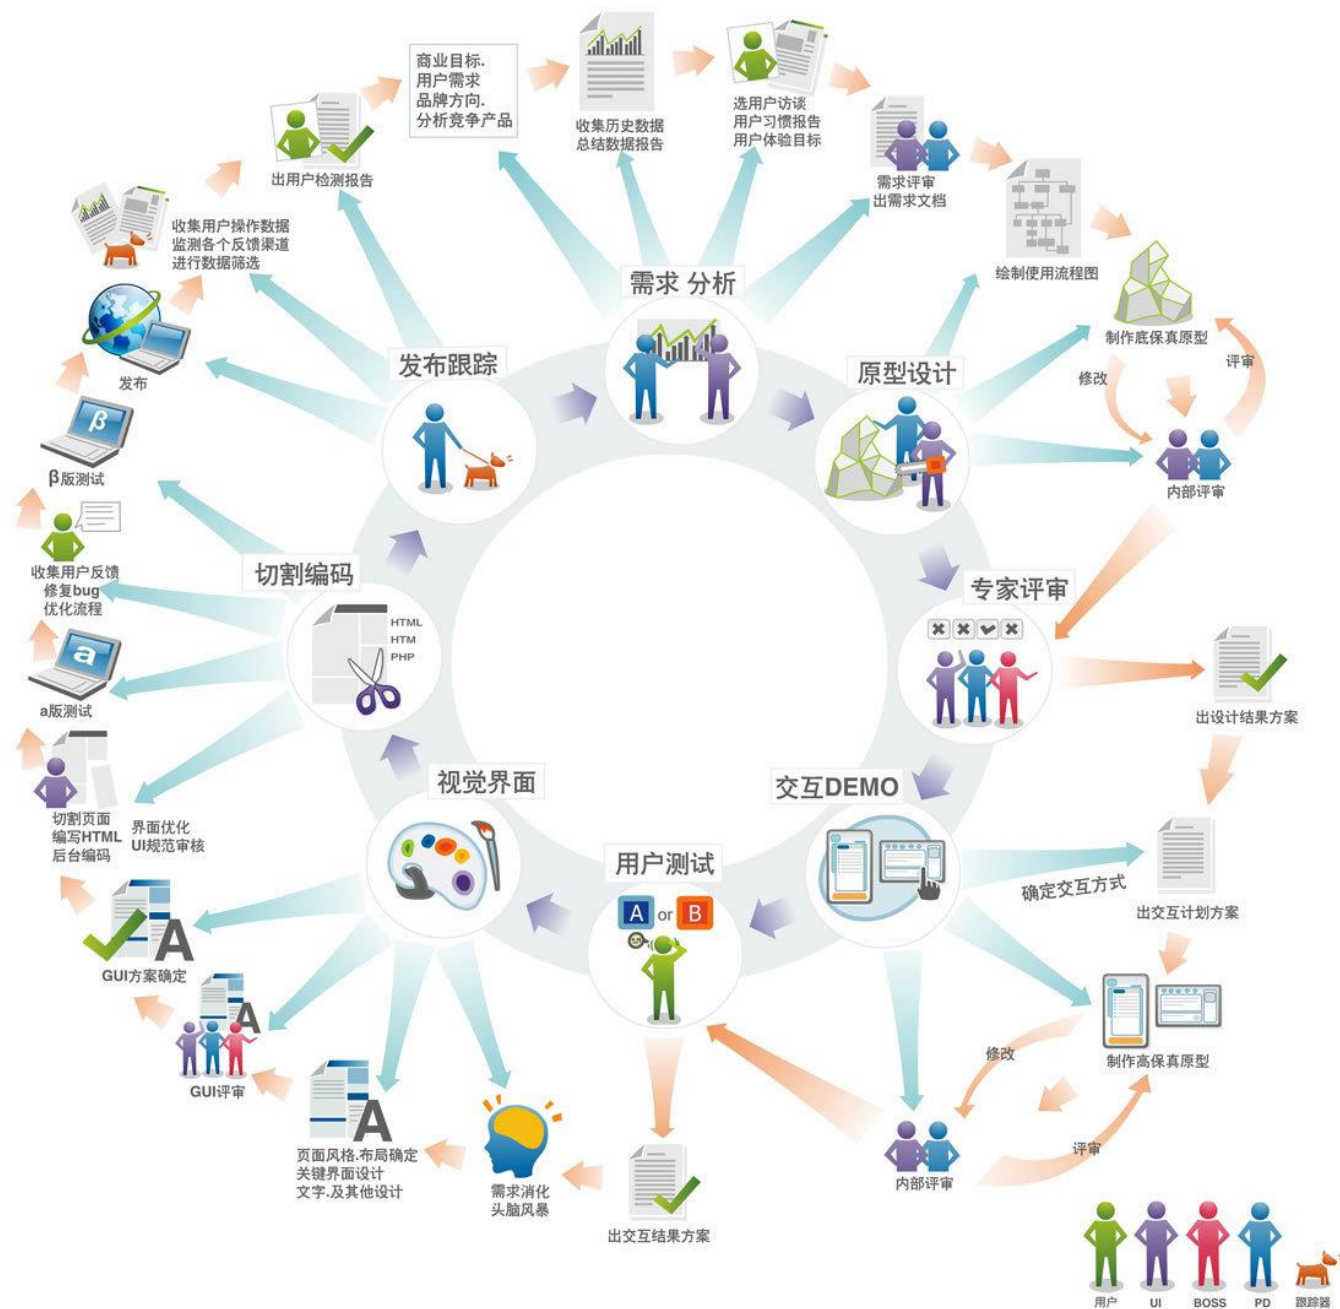 商业目标.
用户需求
品牌方向.
分析竞争产品
收集历史数据
总结数据报告
选用户访谈
用户习惯报告
用户体验目标
需求评审
出需求文档
绘制使用流程图
制作底保真原型
修改
评审
内部评审
出用户检测报告
收集用户操作数据
监测各个反馈渠道
进行数据筛选
发布
β
β版测试
收集用户反馈
修复bug
优化流程
a
a版测试
切割页面
编写HTML
后台编码
界面优化
UI规范审核
需求 分析
发布跟踪
原型设计
切割编码
HTML
HTM
PHP
专家评审
出设计结果方案
视觉界面
交互DEMO
用户测试
A or B
确定交互方式
出交互计划方案
制作高保真原型
修改
评审
内部评审
A
GUI方案确定
A
GUI评审
A
页面风格.布局确定
关键界面设计
文字.及其他设计
需求消化
头脑风暴
出交互结果方案
用户
UI
BOSS
PD
跟踪器